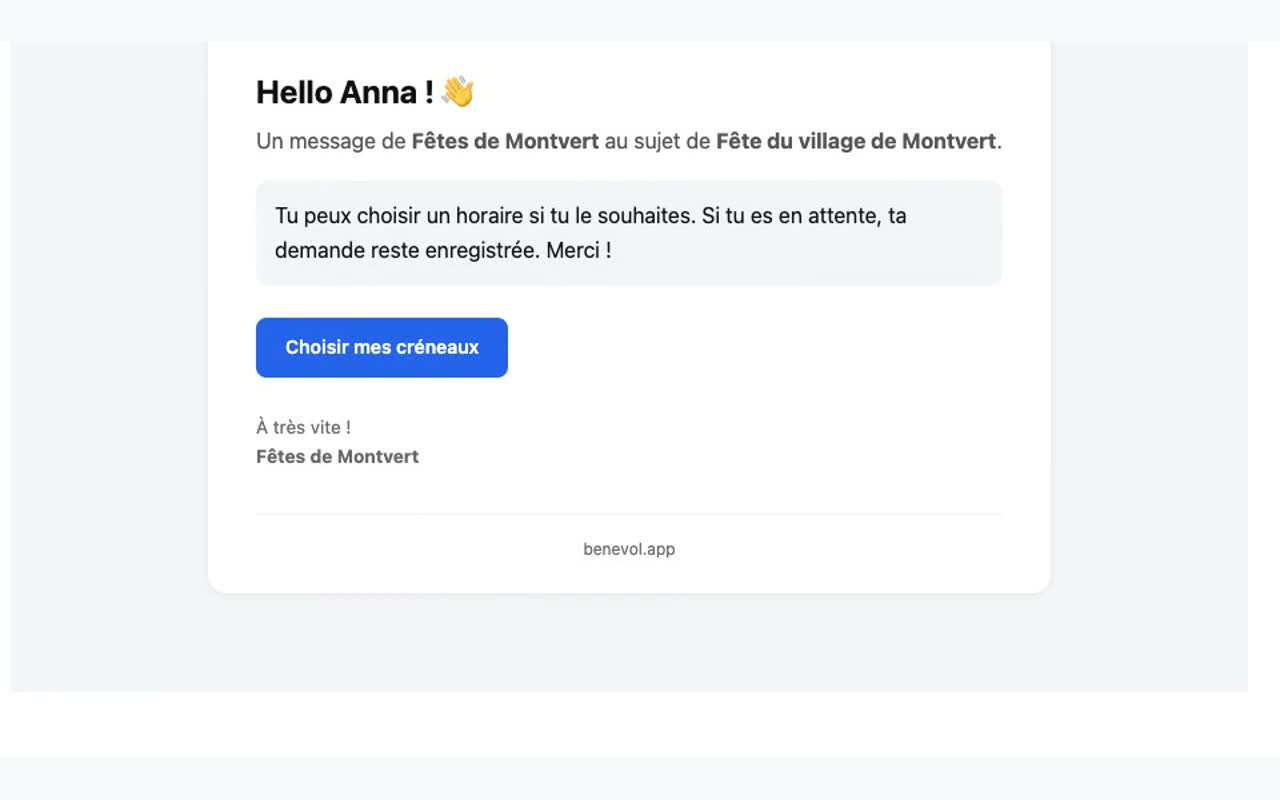 Hello Anna ! 👋
Un message de Fêtes de Montvert au sujet de Fête du village de Montvert.
Tu peux choisir un horaire si tu le souhaites. Si tu es en attente, ta
demande reste enregistrée. Merci !
Choisir mes créneaux
À très vite !
Fêtes de Montvert
benevol.app